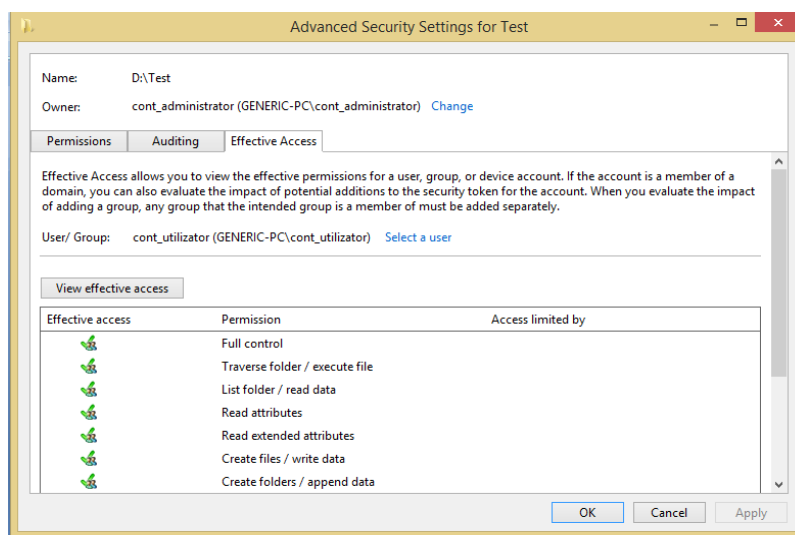 Advanced Security Settings for Test
Name: D:\Test
Owner: cont_administrator (GENERIC-PC\cont_administrator) Change
Permissions Auditing Effective Access
Effective Access allows you to view the effective permissions for a user, group, or device account. If the account is a member of a
domain, you can also evaluate the impact of potential additions to the security token for the account. When you evaluate the impact
of adding a group, any group that the intended group is a member of must be added separately.
User/ Group: cont_utilizator (GENERIC-PC\cont_utilizator) Select a user
View effective access
Effective access Permission Access limited by
Full control
Traverse folder / execute file
List folder / read data
Read attributes
Read extended attributes
Create files / write data
Create folders / append data
OK Cancel Apply